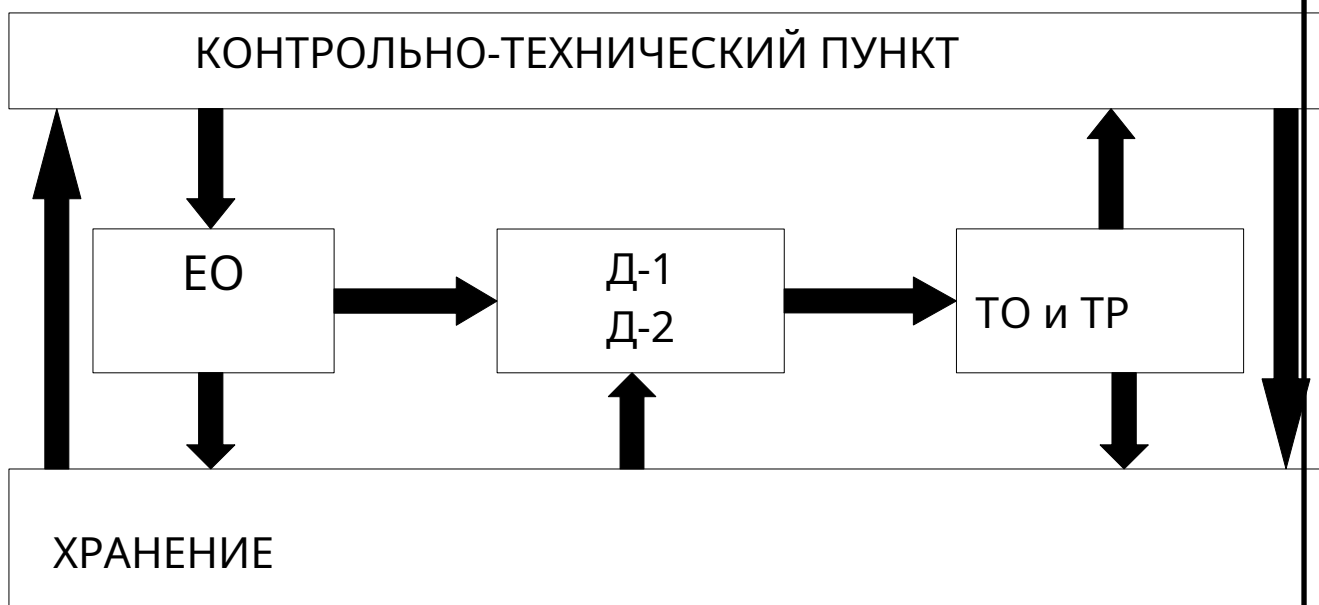 КОНТРОЛЬНО-ТЕХНИЧЕСКИЙ ПУНКТ
ЕО
Д-1
Д-2
ТО и ТР
ХРАНЕНИЕ